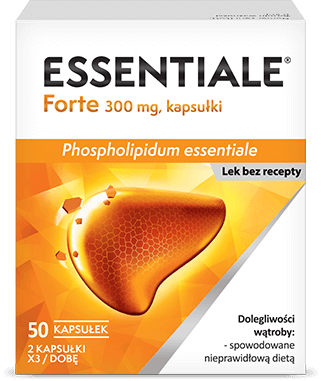 ESSENTIALE®
Forte 300 mg, kapsułki
Phospholipidum essentiale
Lek bez recepty
Dolegliwości
wątroby:
- spowodowane
nieprawidłową dietą
50 KAPSUŁEK
2 KAPSUŁKI
X3 / DOBĘ